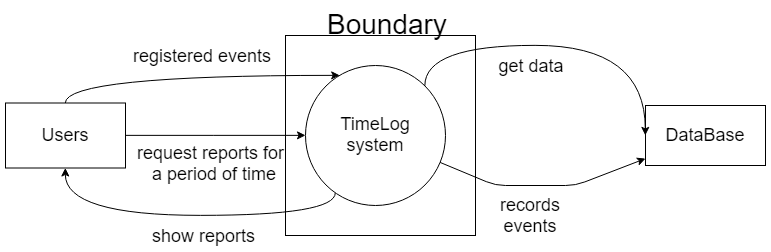 Boundary
registered events
get data
Users
TimeLog
system
DataBase
request reports for
a period of time
records
events
show reports